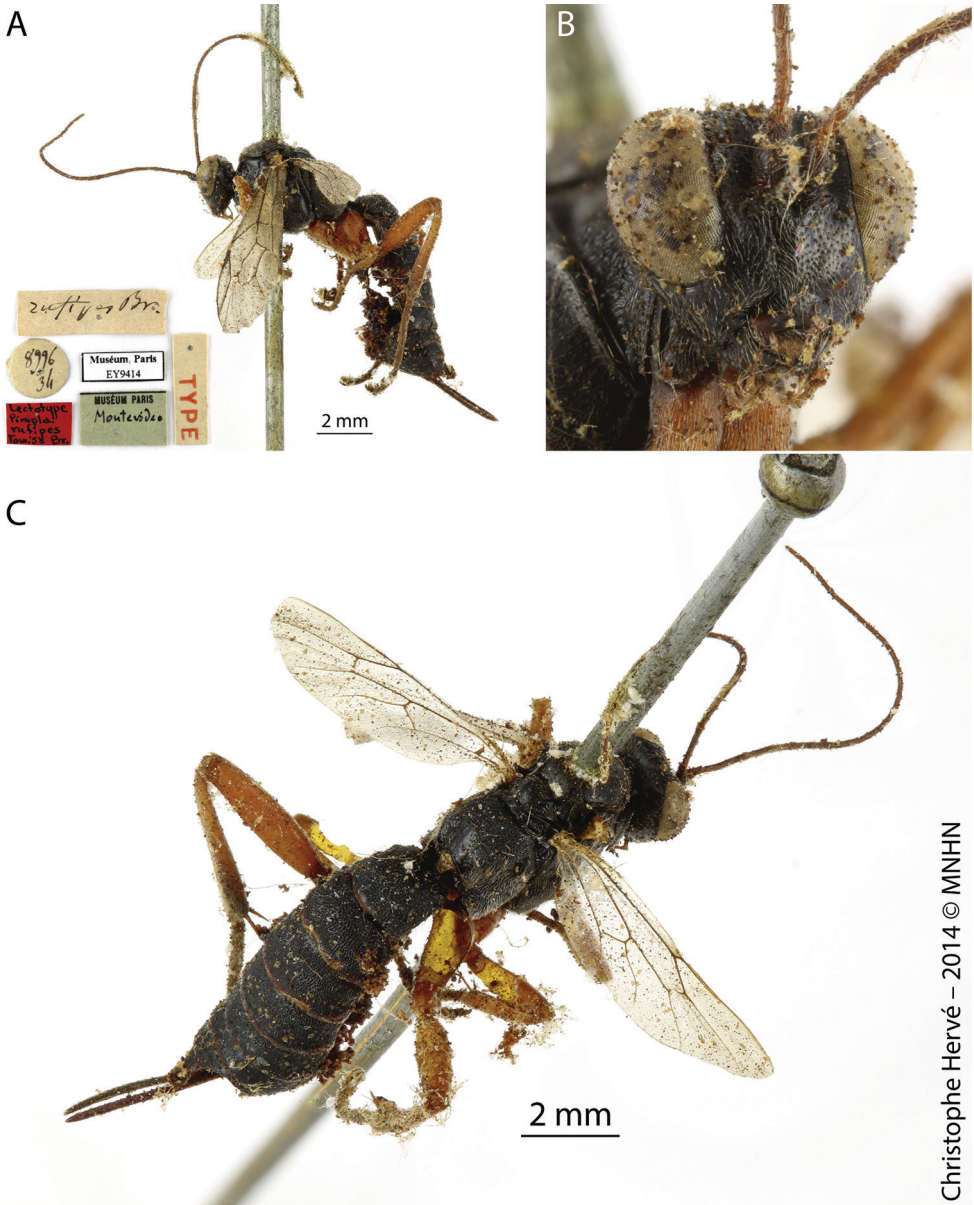 A
B
rufipes Br.
8996
34
Muséum Paris
EY9414
TYPE
Lectotype
Pimpla
rufipes
MUSÉUM PARIS
Montevideo
2 mm
C
2 mm
Christophe Hervé – 2014 © MNHN